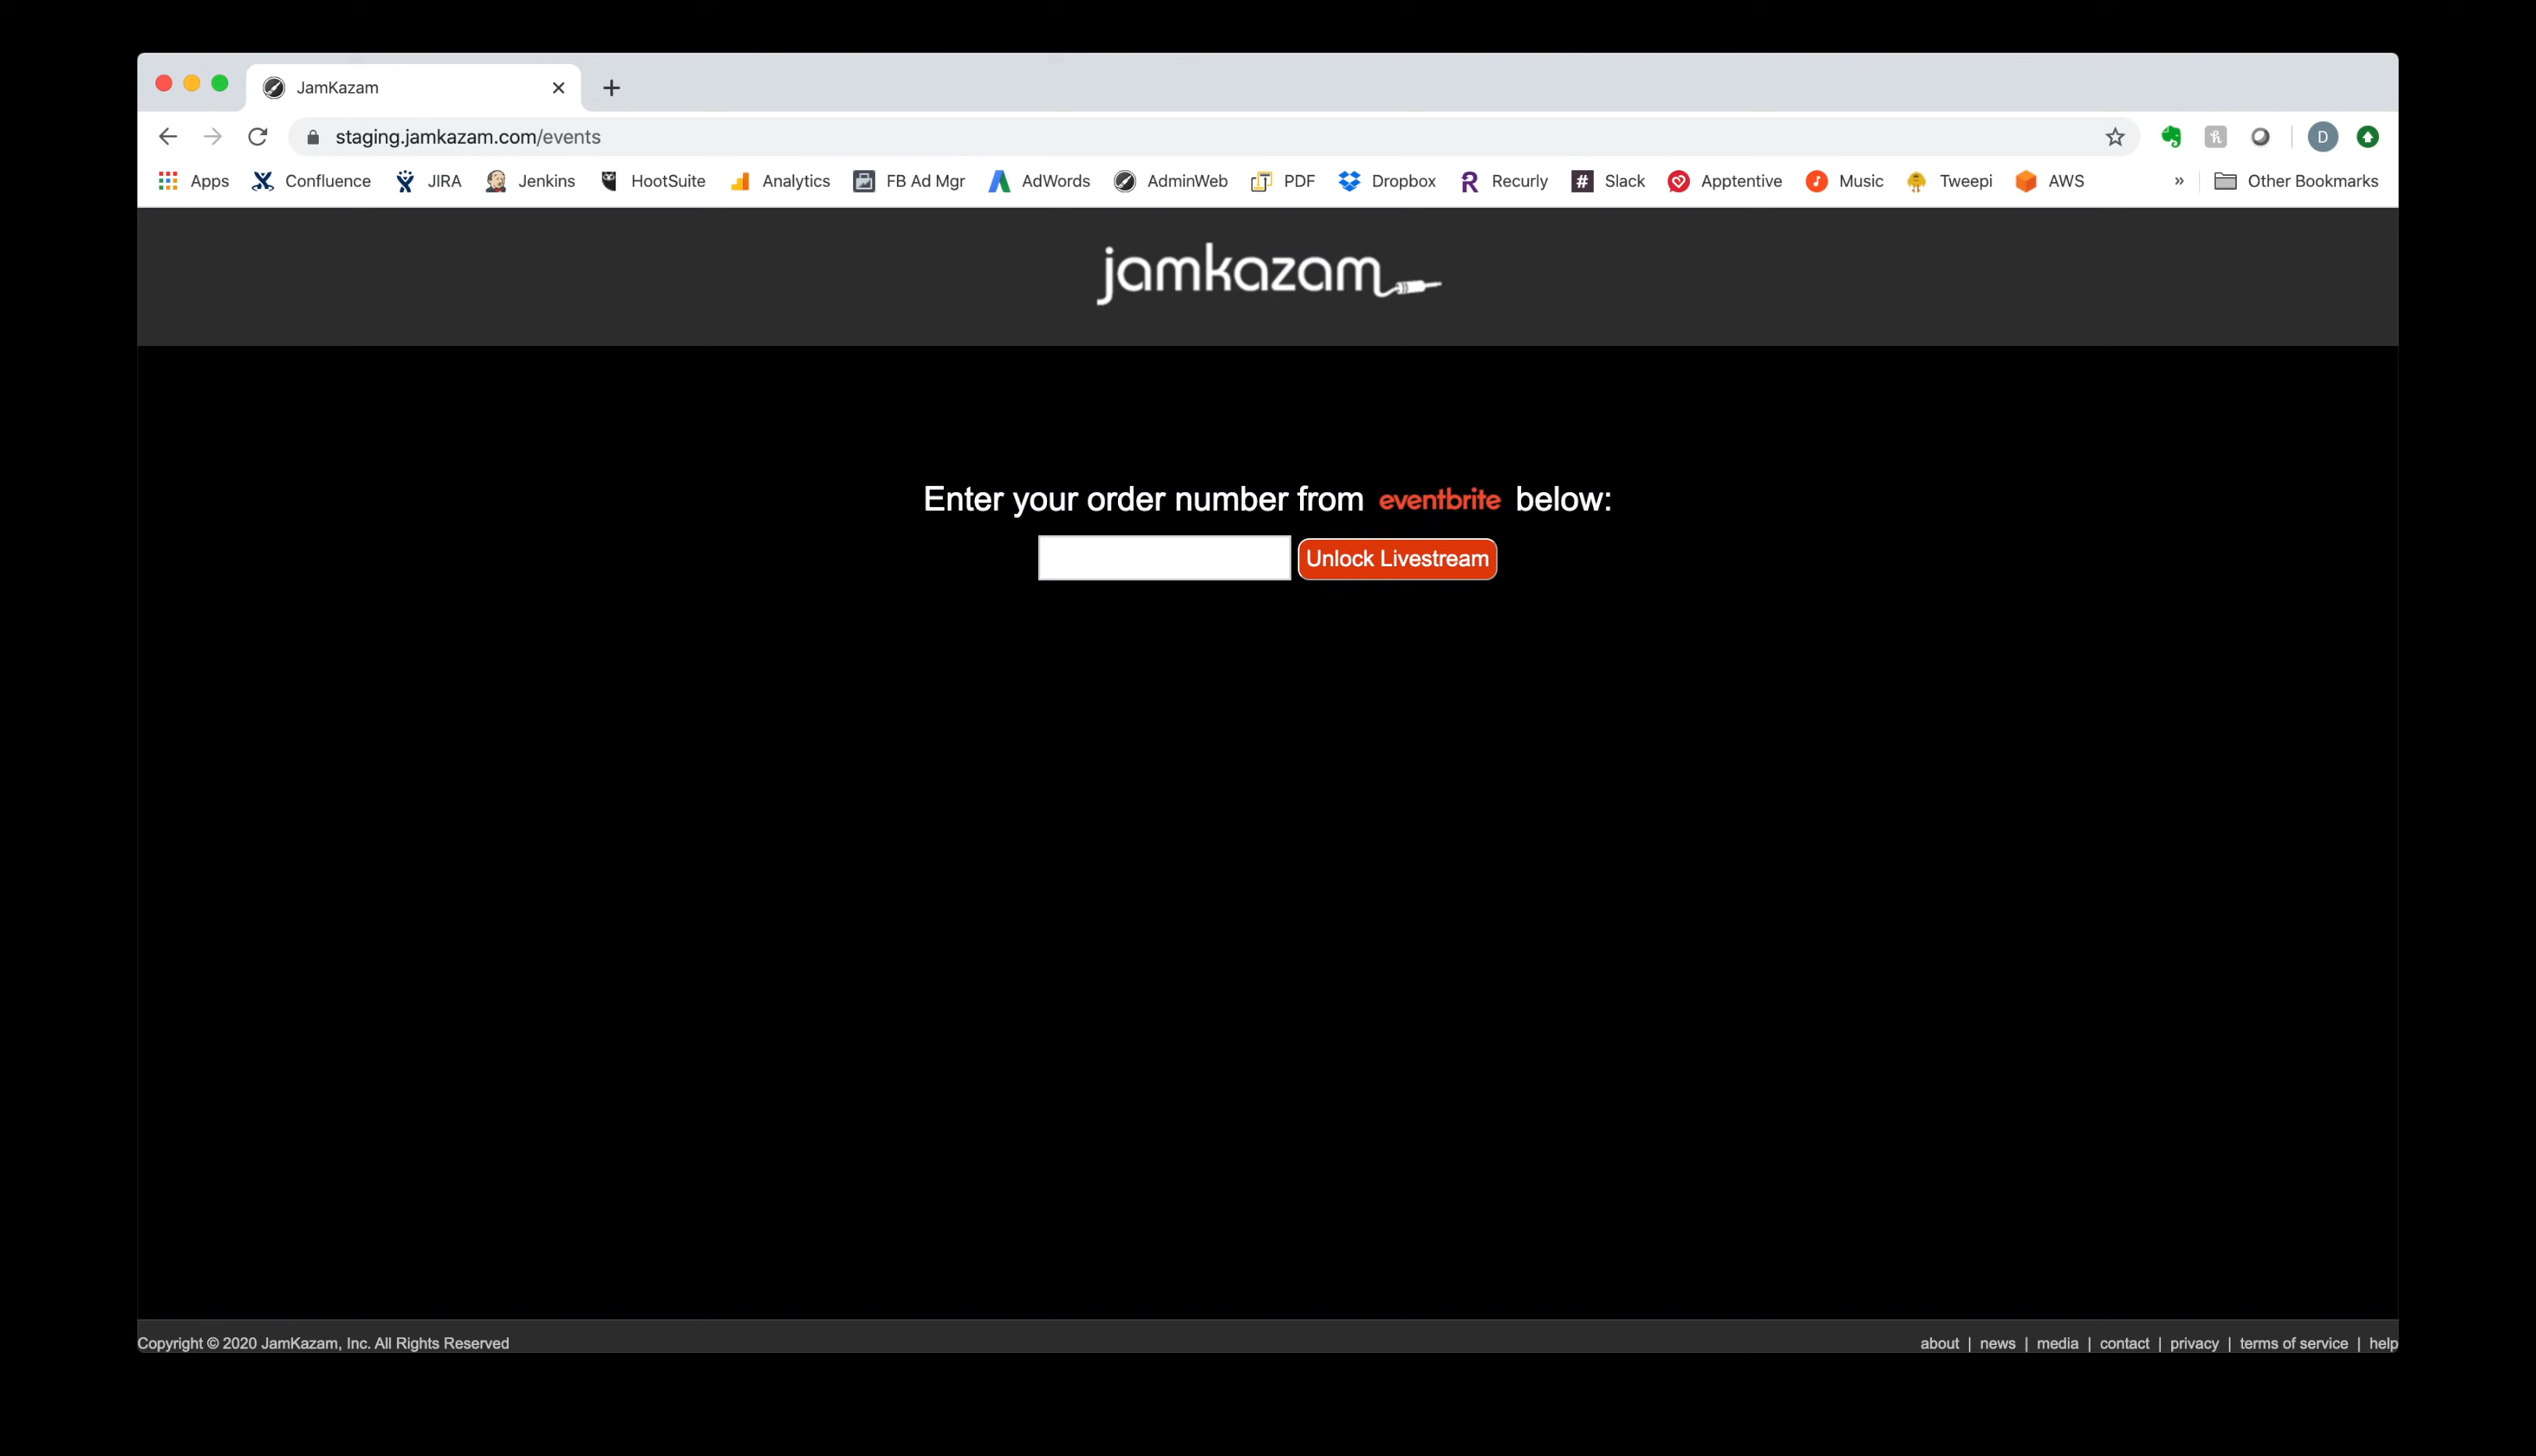 JamKazam
staging.jamkazam.com/events
D
Apps Confluence JIRA Jenkins HootSuite Analytics FB Ad Mgr AdWords AdminWeb PDF Dropbox Recurly Slack Apptentive Music Tweepi AWS » Other Bookmarks
jamkazam
Enter your order number from eventbrite below:
Unlock Livestream
Copyright © 2020 JamKazam, Inc. All Rights Reserved
about | news | media | contact | privacy | terms of service | help